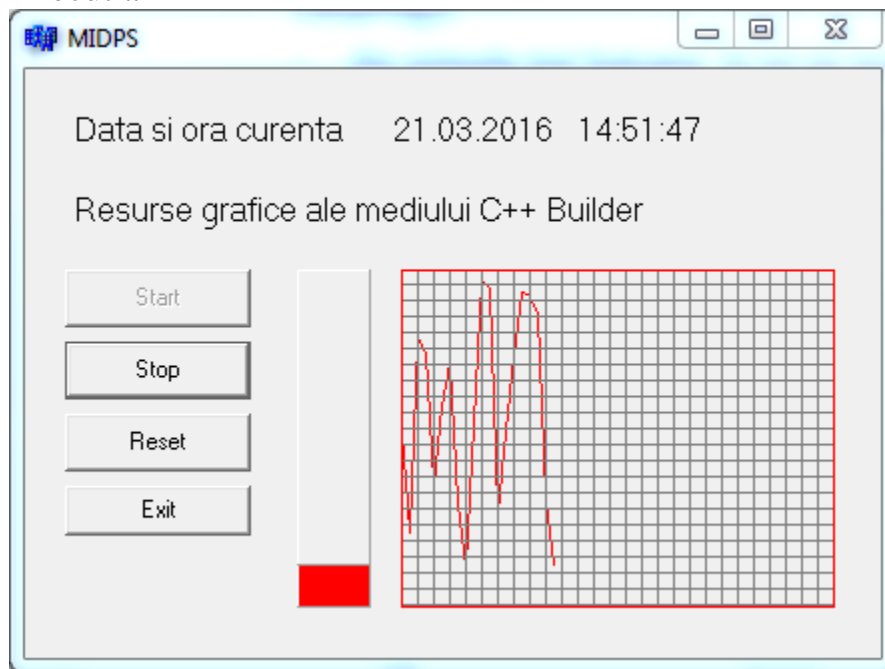 MIDPS
Data si ora curenta 21.03.2016 14:51:47
Resurse grafice ale mediului C++ Builder
Start
Stop
Reset
Exit